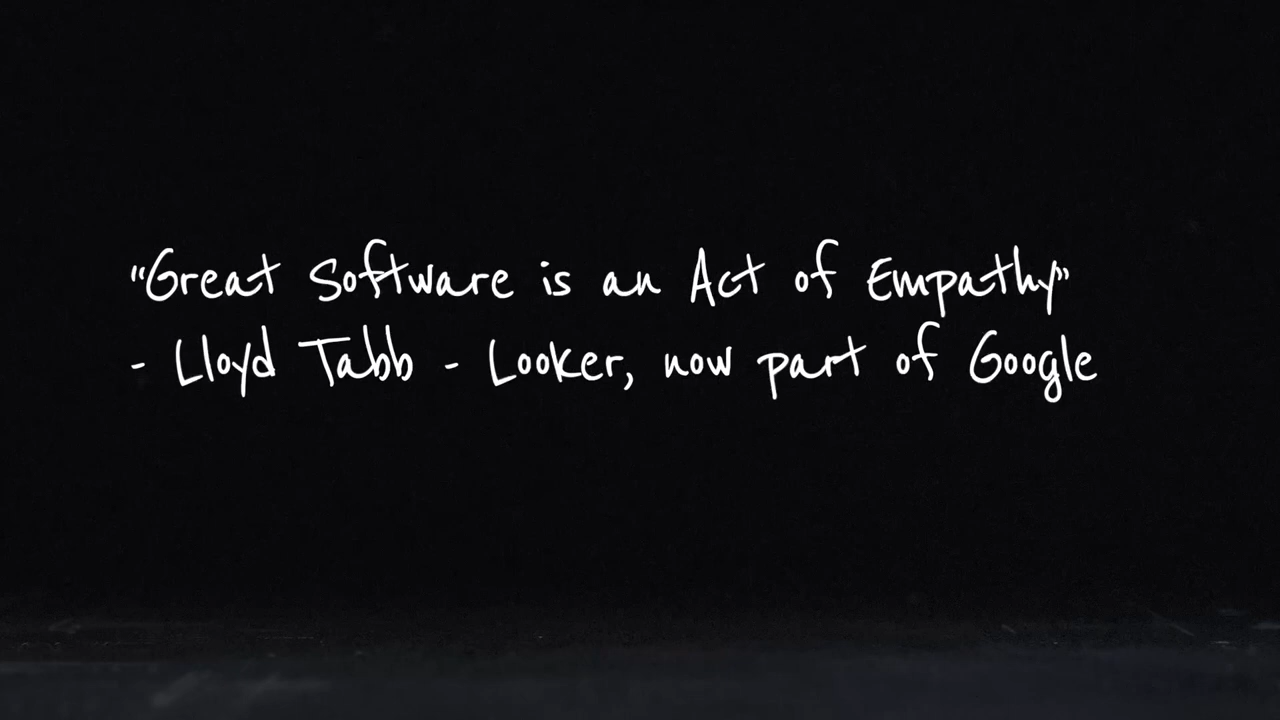 "Great Software is an Act of Empathy"
- Lloyd Tabb - Looker, now part of Google